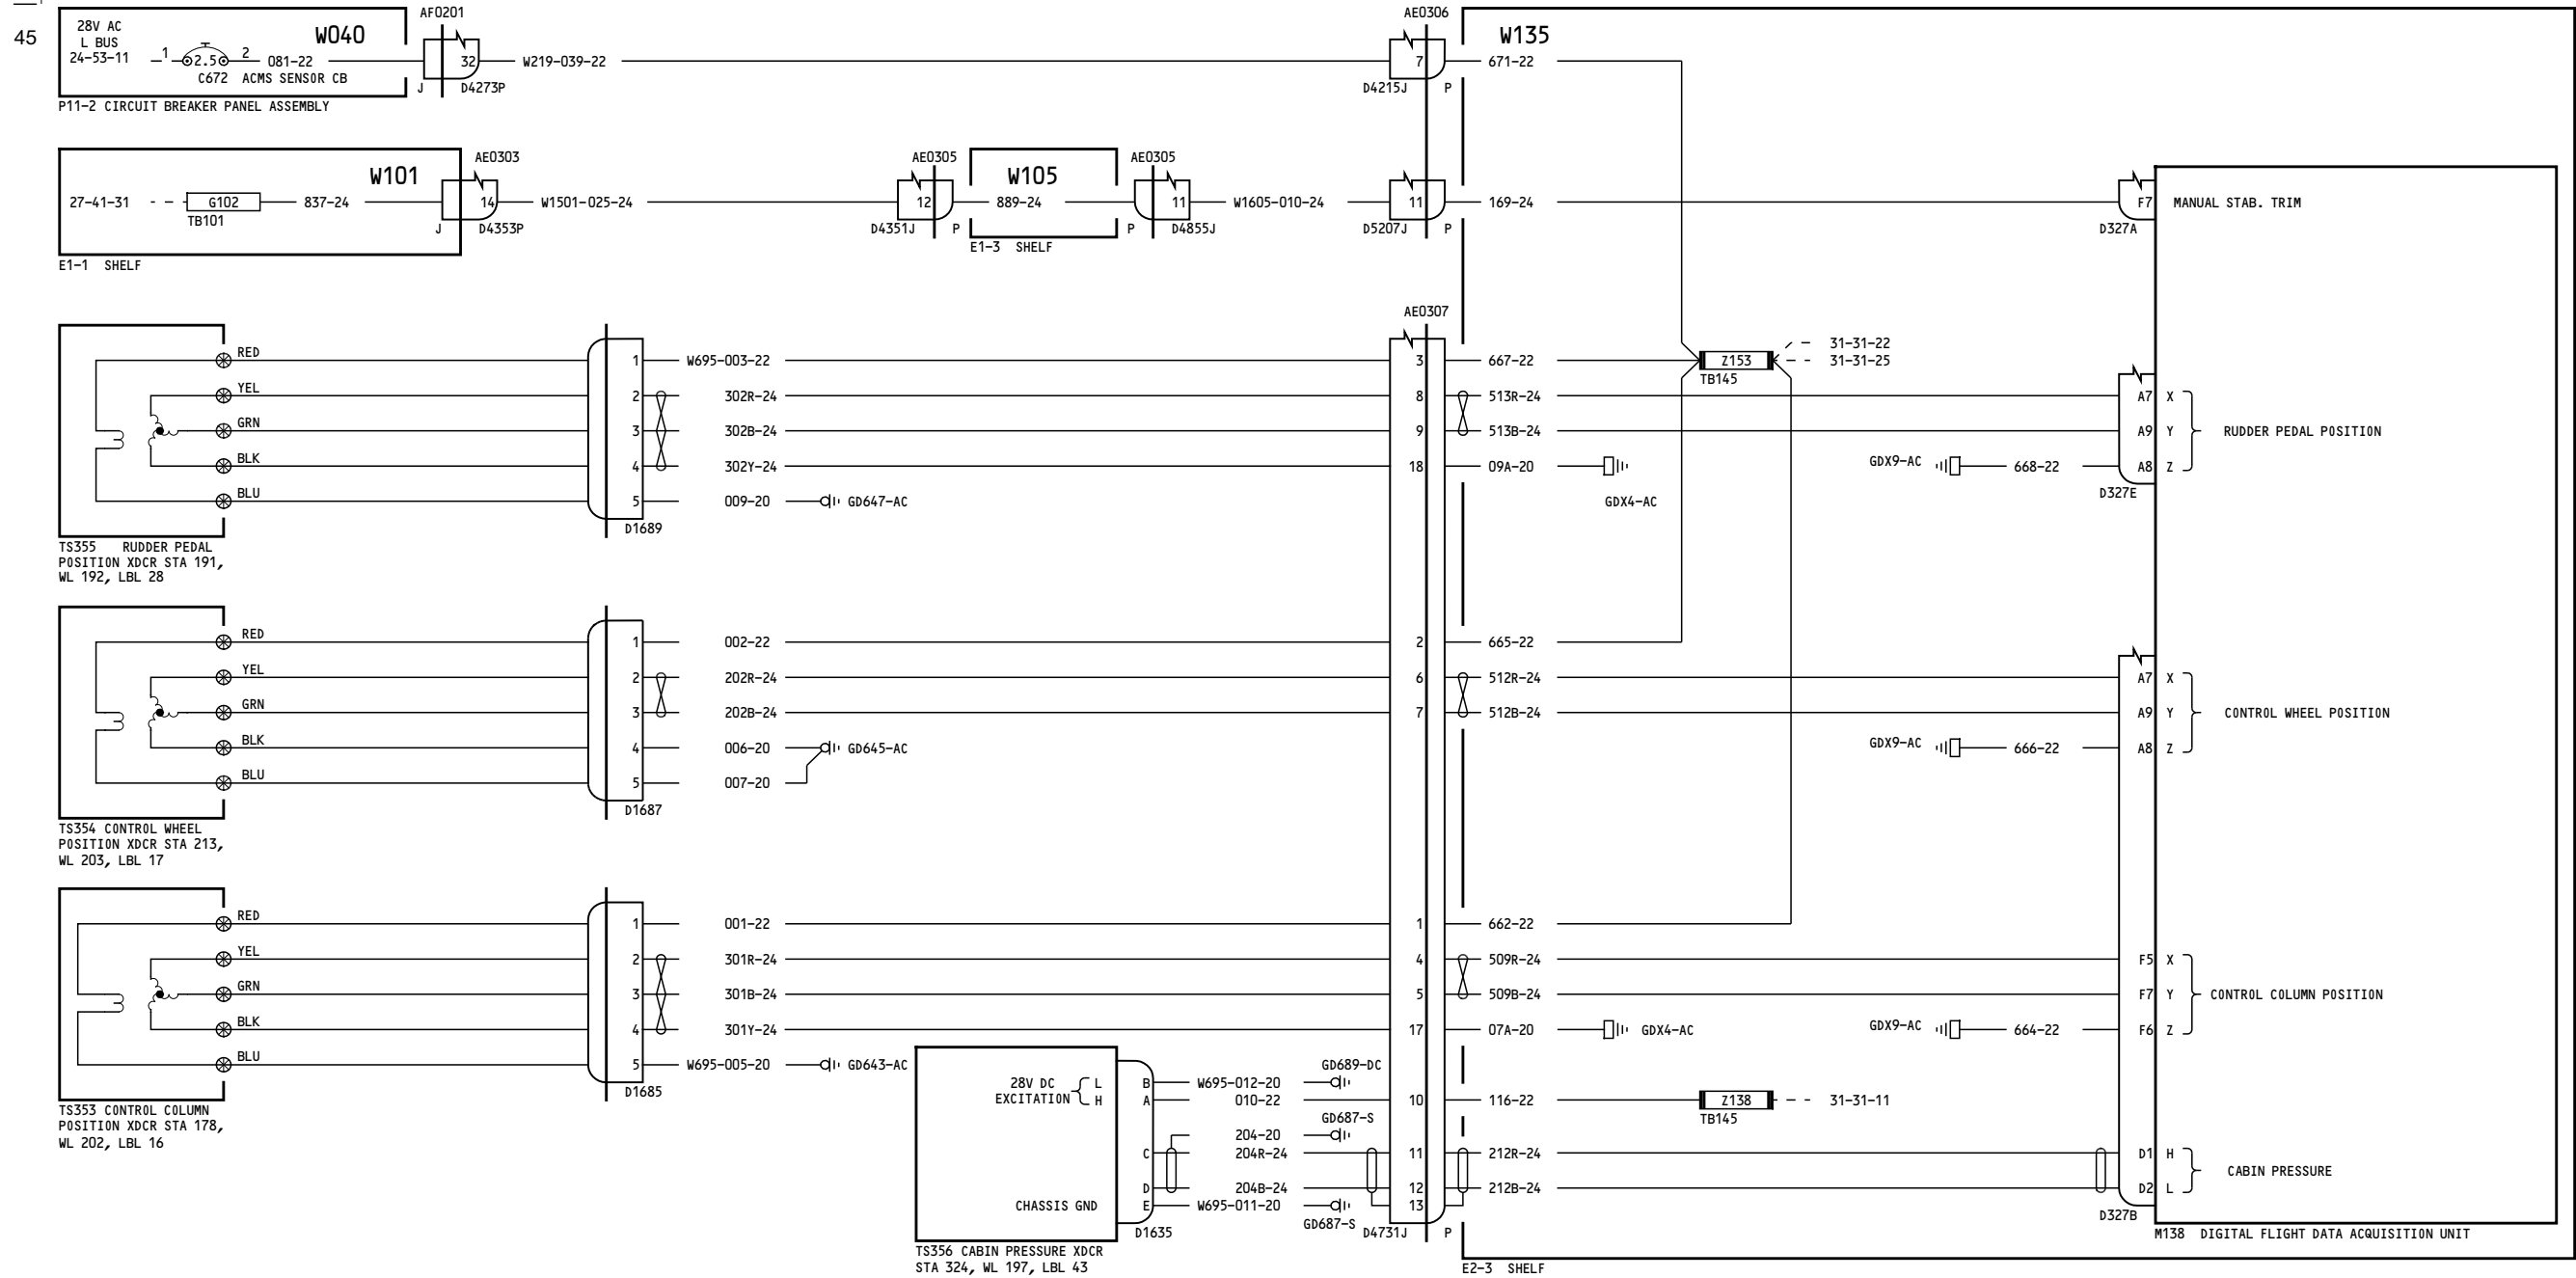 45
28V AC
L BUS
24-53-11
1
2.5
2
081-22
C672 ACMS SENSOR CB
W040
P11-2 CIRCUIT BREAKER PANEL ASSEMBLY
AF0201
32
J
D4273P
W219-039-22
AE0306
7
D4215J
P
W135
671-22
27-41-31
G102
TB101
837-24
W101
E1-1 SHELF
AE0303
14
J
D4353P
W1501-025-24
AE0305
12
D4351J
P
W105
889-24
E1-3 SHELF
AE0305
11
P
D4855J
W1605-010-24
11
D5207J
P
169-24
F7
D327A
MANUAL STAB. TRIM
AE0307
RED
1
W695-003-22
3
667-22
Z153
TB145
31-31-22
31-31-25
YEL
2
302R-24
8
513R-24
A7
X
GRN
3
302B-24
9
513B-24
A9
Y
RUDDER PEDAL POSITION
BLK
4
302Y-24
18
09A-20
GDX4-AC
GDX9-AC
668-22
A8
Z
D327E
BLU
5
009-20
GD647-AC
D1689
TS355 RUDDER PEDAL
POSITION XDCR STA 191,
WL 192, LBL 28
RED
1
002-22
2
665-22
YEL
2
202R-24
6
512R-24
A7
X
GRN
3
202B-24
7
512B-24
A9
Y
CONTROL WHEEL POSITION
BLK
4
006-20
GD645-AC
GDX9-AC
666-22
A8
Z
BLU
5
007-20
D1687
TS354 CONTROL WHEEL
POSITION XDCR STA 213,
WL 203, LBL 17
RED
1
001-22
1
662-22
YEL
2
301R-24
4
509R-24
F5
X
GRN
3
301B-24
5
509B-24
F7
Y
CONTROL COLUMN POSITION
BLK
4
301Y-24
17
07A-20
GDX4-AC
GDX9-AC
664-22
F6
Z
BLU
5
W695-005-20
GD643-AC
D1685
TS353 CONTROL COLUMN
POSITION XDCR STA 178,
WL 202, LBL 16
28V DC
EXCITATION
L
H
B
W695-012-20
GD689-DC
A
010-22
10
116-22
Z138
TB145
31-31-11
204-20
GD687-S
C
204R-24
11
212R-24
D1
H
CABIN PRESSURE
D
204B-24
12
212B-24
D2
L
CHASSIS GND
E
W695-011-20
GD687-S
13
D1635
D4731J
P
D327B
TS356 CABIN PRESSURE XDCR
STA 324, WL 197, LBL 43
M138 DIGITAL FLIGHT DATA ACQUISITION UNIT
E2-3 SHELF